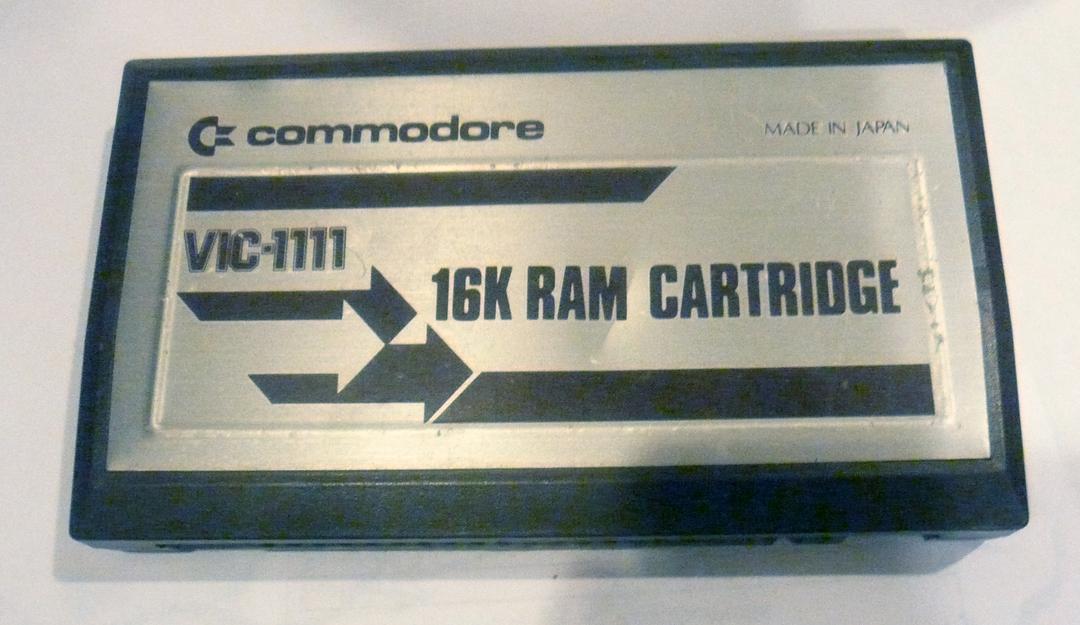 commodore
MADE IN JAPAN
VIC-1111
16K RAM CARTRIDGE